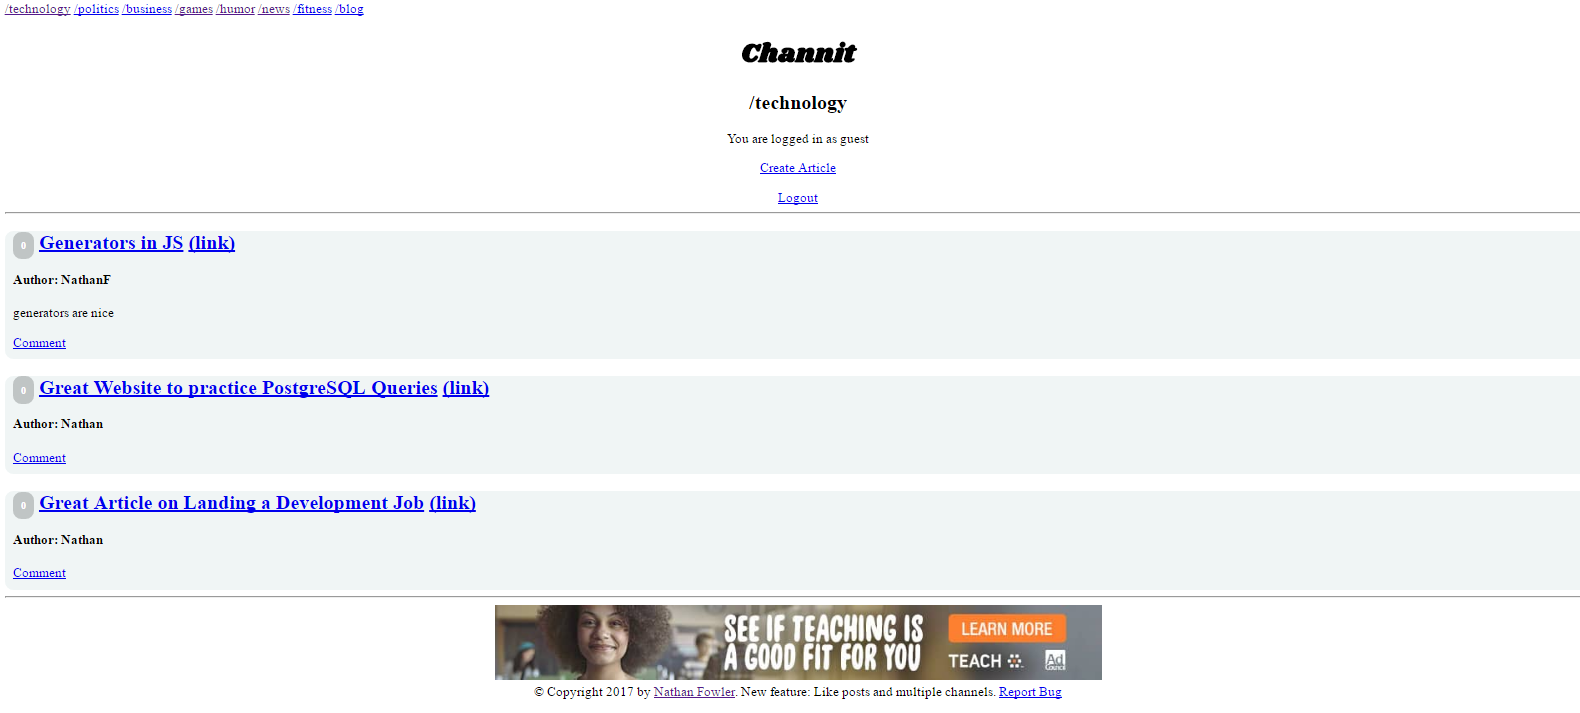 /technology /politics /business /games /humor /news /fitness /blog
Channit
/technology
You are logged in as guest
Create Article
Logout
0 Generators in JS (link)
Author: NathanF
generators are nice
Comment
0 Great Website to practice PostgreSQL Queries (link)
Author: Nathan
Comment
0 Great Article on Landing a Development Job (link)
Author: Nathan
Comment
SEE IF TEACHING IS
A GOOD FIT FOR YOU
LEARN MORE
TEACH Ad COUNCIL
© Copyright 2017 by Nathan Fowler. New feature: Like posts and multiple channels. Report Bug